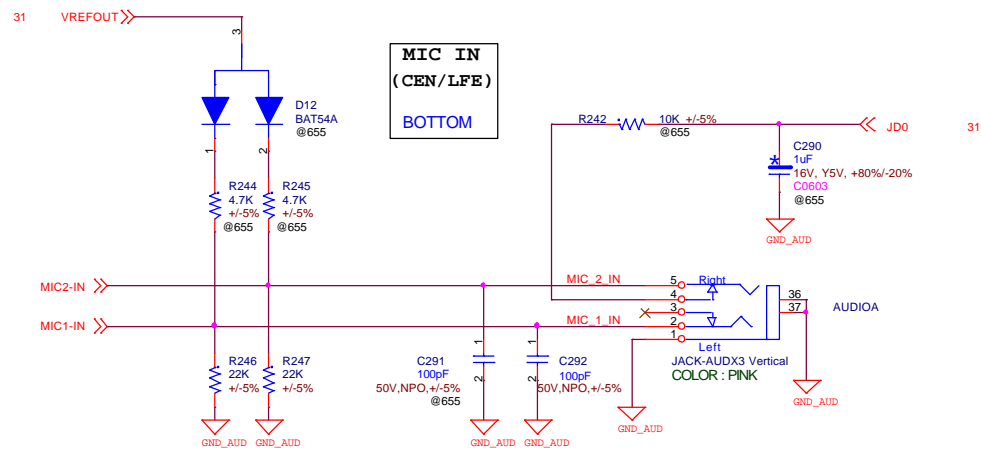 31 VREFOUT
3
MIC IN
(CEN/LFE)
BOTTOM
D12
BAT54A
@655
1 2
R244
4.7K
+/-5%
@655
R245
4.7K
+/-5%
@655
R242 10K +/-5%
@655
JD0 31
C290
1uF
16V, Y5V, +80%/-20%
C0603
@655
GND_AUD
MIC2-IN
MIC1-IN
MIC_2_IN
MIC_1_IN
5
4
3
2
1
Right
Left
36
37
AUDIOA
JACK-AUDX3 Vertical
COLOR : PINK
R246
22K
+/-5%
R247
22K
+/-5%
C291
100pF
50V,NPO,+/-5%
@655
1
2
C292
100pF
50V,NPO,+/-5%
1
2
GND_AUD
GND_AUD
GND_AUD
GND_AUD
GND_AUD
GND_AUD